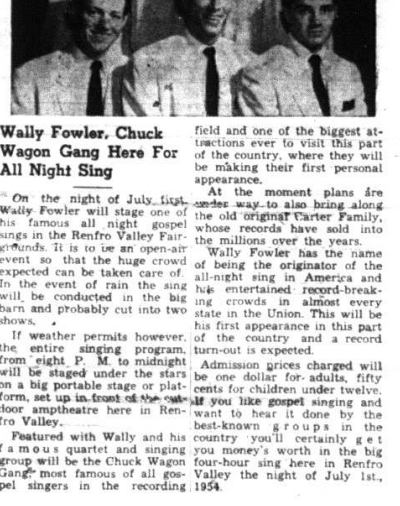 Wally Fowler, Chuck
Wagon Gang Here For
All Night Sing
On the night of July first
Wally Fowler will stage one of
his famous all night gospel
sings in the Renfro Valley Fair-
grounds. It is to be an open-air
event so that the huge crowd
expected can be taken care of.
In the event of rain the sing
will be conducted in the big
barn and probably cut into two
shows.
If weather permits however,
the entire singing program,
from eight P. M. to midnight
will be staged under the stars
on a big portable stage or plat-
form, set up in front of the out-
door amptheatre here in Ren-
fro Valley.
Featured with Wally and his
famous quartet and singing
group will be the Chuck Wagon
Gang, most famous of all gos-
pel singers in the recording
field and one of the biggest at-
tractions ever to visit this part
of the country, where they will
be making their first personal
appearance.
At the moment plans are
under way to also bring along
the old original Carter Family,
whose records have sold into
the millions over the years.
Wally Fowler has the name
of being the originator of the
all-night sing in America and
his entertained record-break-
ing crowds in almost every
state in the Union. This will be
his first appearance in this part
of the country and a record
turn-out is expected.
Admission prices charged will
be one dollar for adults, fifty
cents for children under twelve.
If you like gospel singing and
want to hear it done by the
best-known groups in the
country you'll certainly get
you money's worth in the big
four-hour sing here in Renfro
Valley the night of July 1st.,
1954.